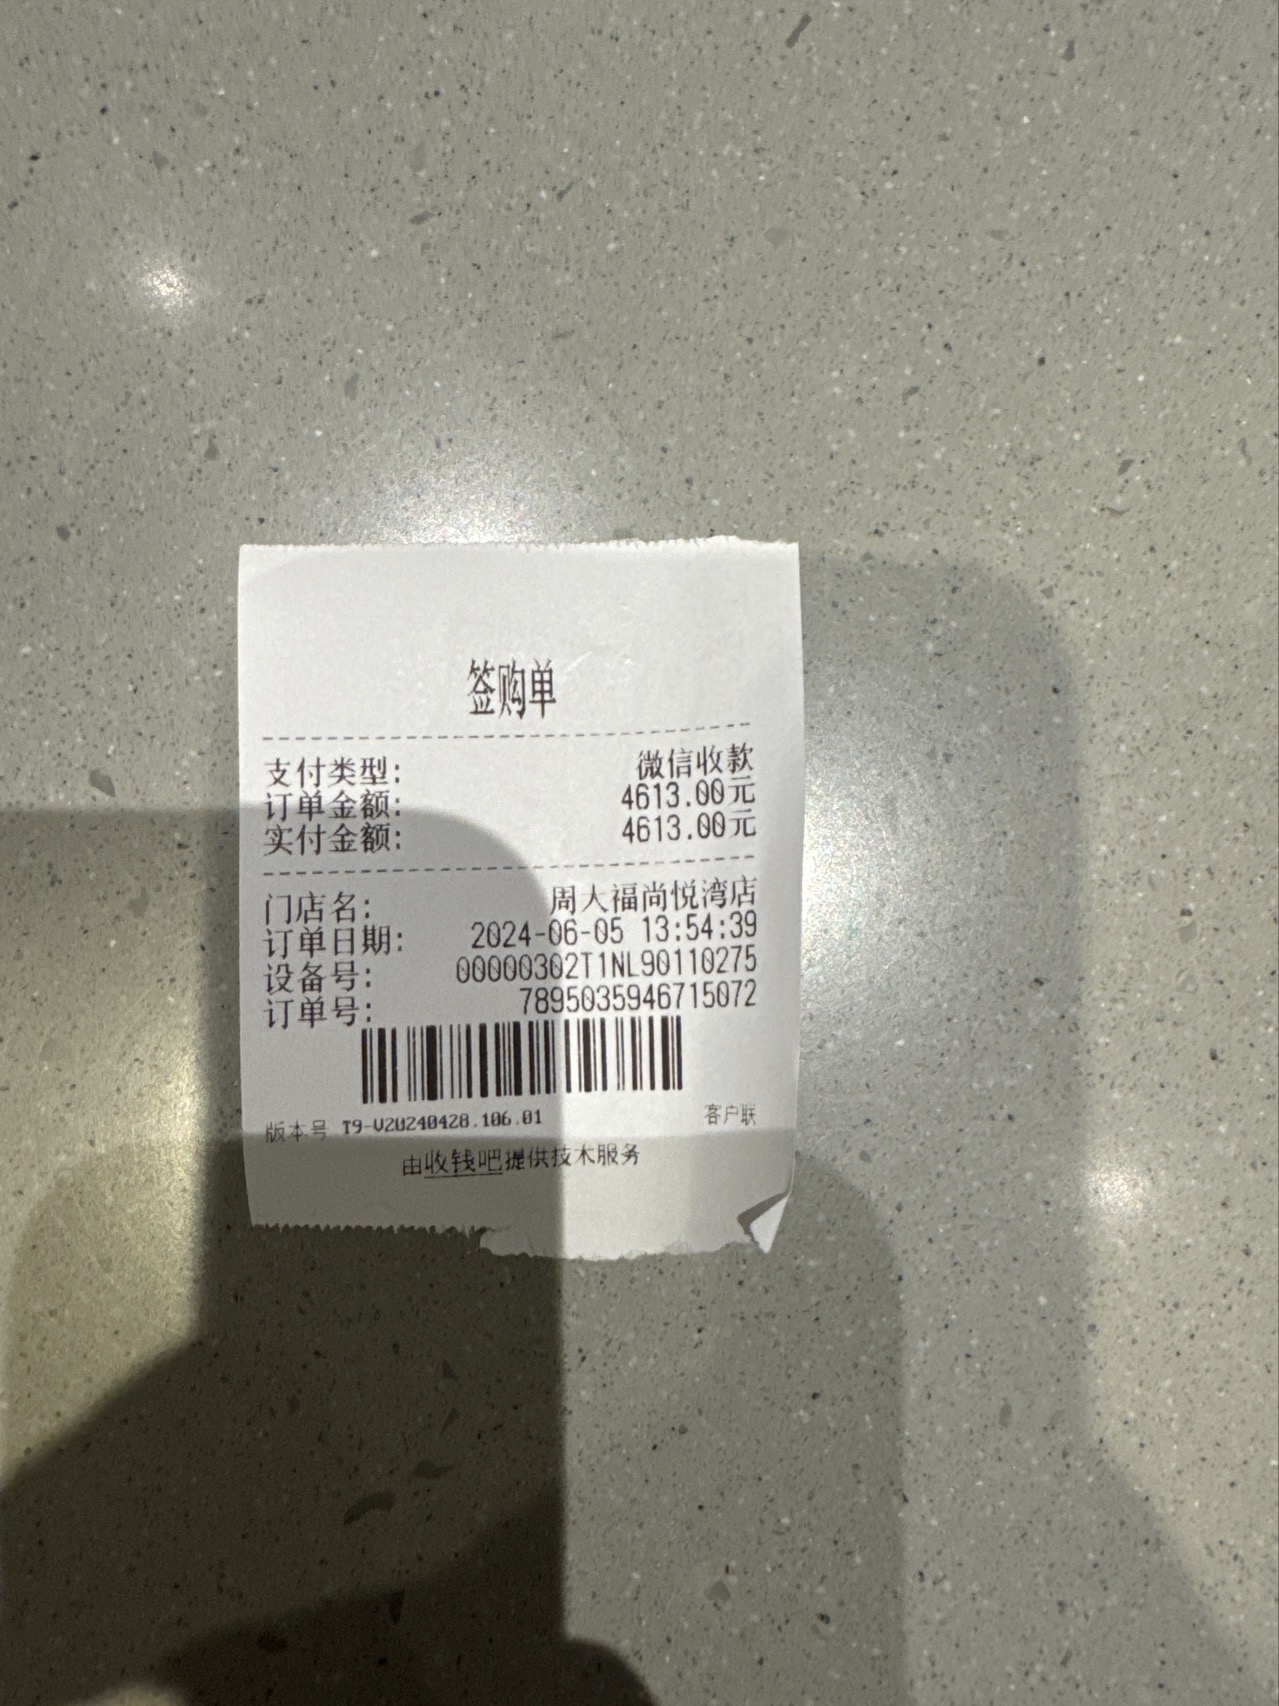 签购单
支付类型: 微信收款
订单金额: 4613.00元
实付金额: 4613.00元
门店名: 周大福尚悦湾店
订单日期: 2024-06-05 13:54:39
设备号: 00000302T1NL90110275
订单号: 7895035946715072
版本号 T9-V20240428.106.01 客户联
由收钱吧提供技术服务